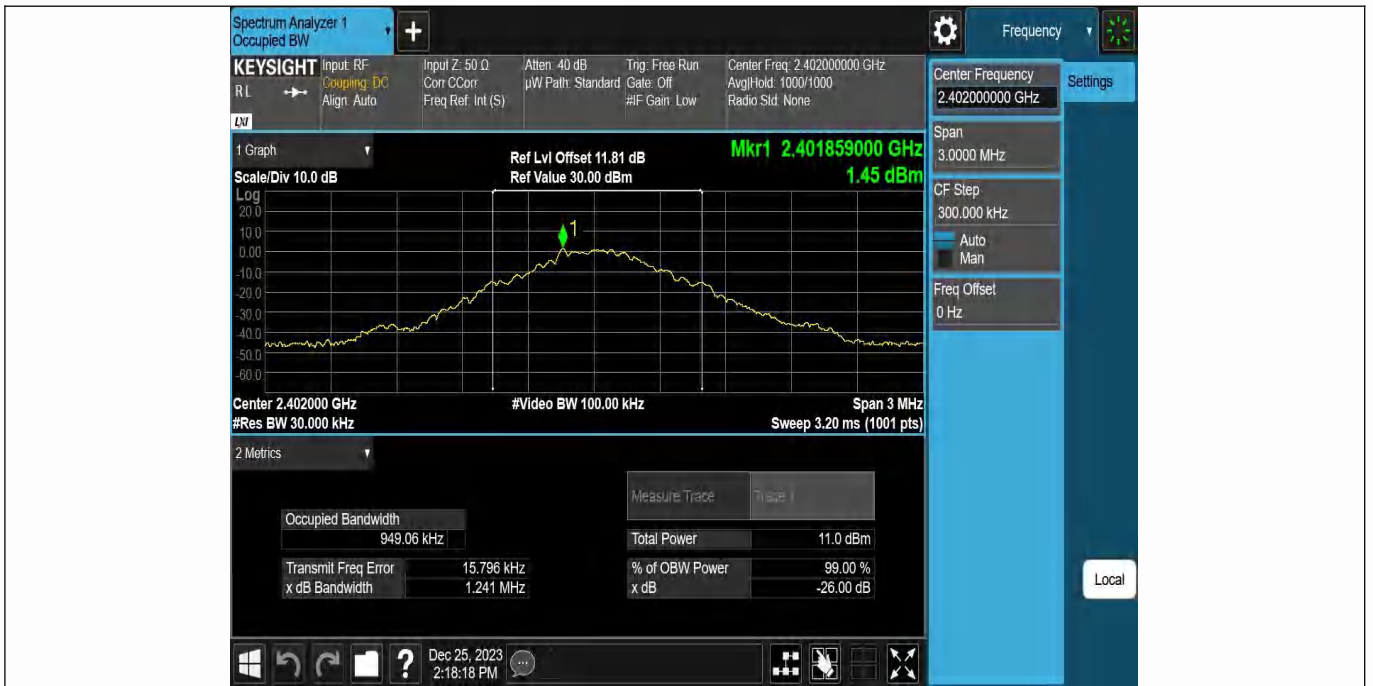 Spectrum Analyzer 1
Occupied BW
+
Frequency
KEYSIGHT
RL
LXI
Input: RF
Coupling: DC
Align: Auto
Input Z: 50 Ω
Corr CCorr
Freq Ref: Int (S)
Atten: 40 dB
µW Path: Standard
Trig: Free Run
Gate: Off
#IF Gain: Low
Center Freq: 2.402000000 GHz
Avg|Hold: 1000/1000
Radio Std: None
Center Frequency
2.402000000 GHz
Settings
Span
3.0000 MHz
CF Step
300.000 kHz
Auto
Man
Freq Offset
0 Hz
Local
1 Graph
Scale/Div 10.0 dB
Ref Lvl Offset 11.81 dB
Ref Value 30.00 dBm
Mkr1 2.401859000 GHz
1.45 dBm
Log
20.0
10.0
0.00
-10.0
-20.0
-30.0
-40.0
-50.0
-60.0
1
Center 2.402000 GHz
#Video BW 100.00 kHz
Span 3 MHz
#Res BW 30.000 kHz
Sweep 3.20 ms (1001 pts)
2 Metrics
Measure Trace
Trace 1
Occupied Bandwidth
949.06 kHz
Total Power 11.0 dBm
Transmit Freq Error 15.796 kHz
% of OBW Power 99.00 %
x dB Bandwidth 1.241 MHz
x dB -26.00 dB
?
Dec 25, 2023
2:18:18 PM